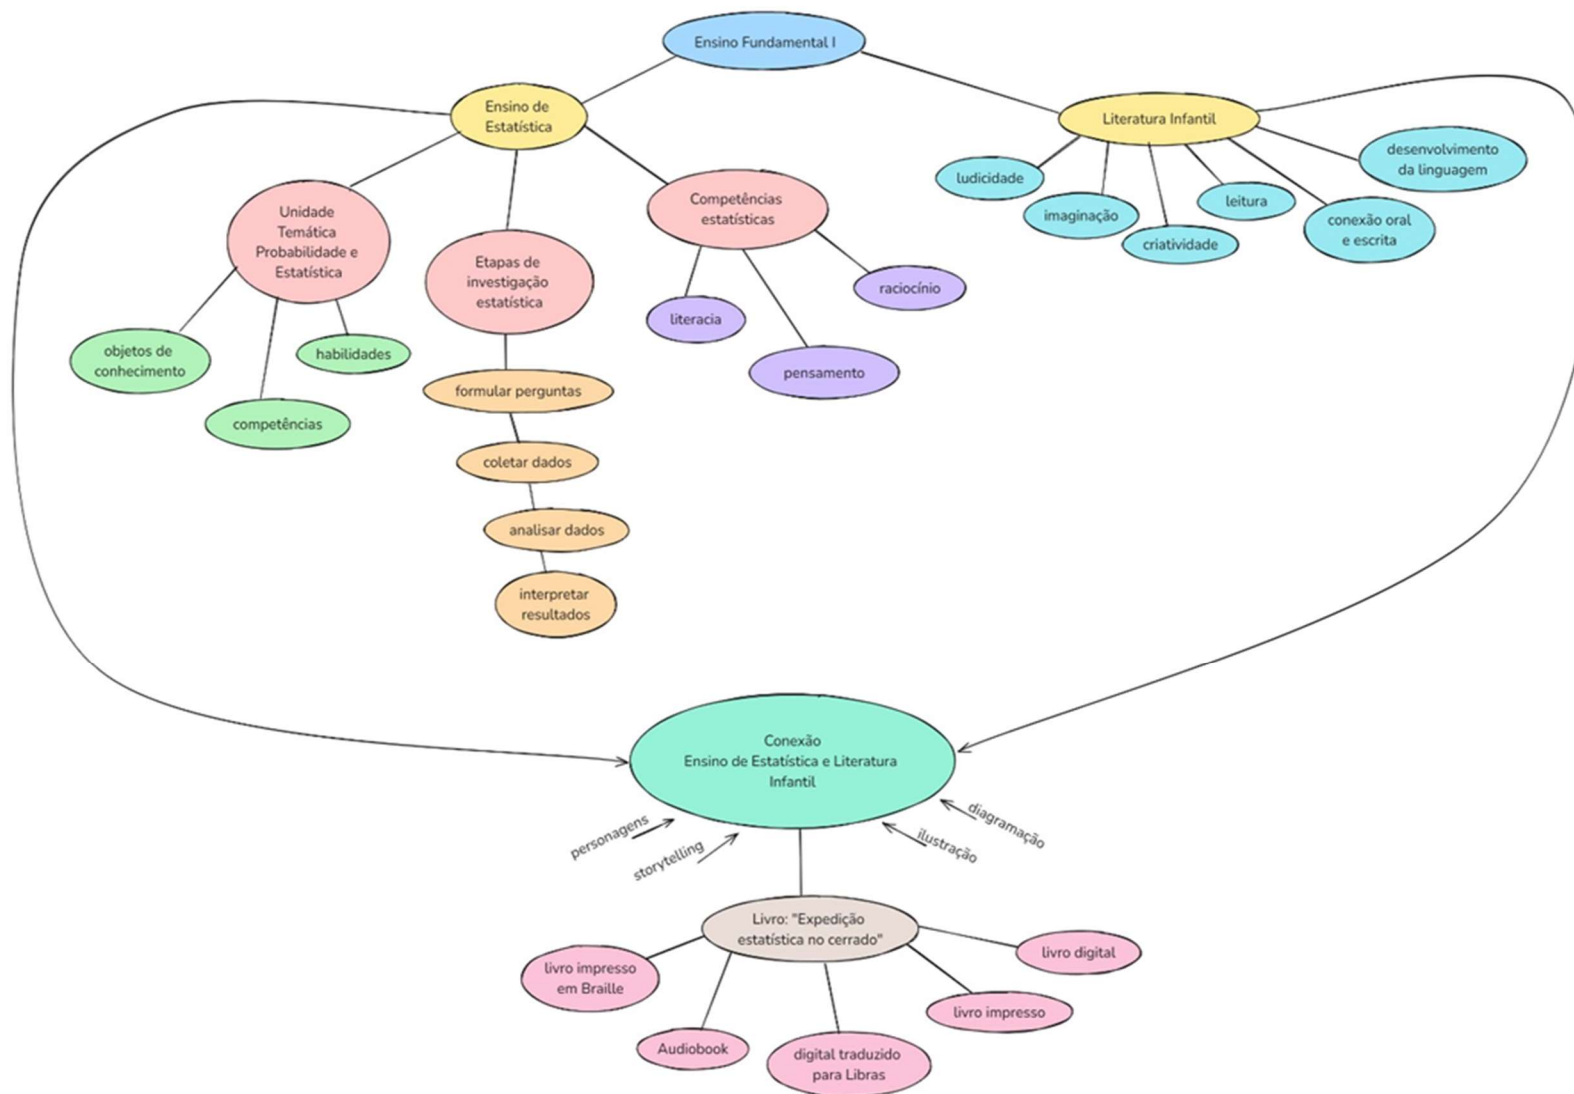 Ensino Fundamental I
Ensino de
Estatística
Literatura Infantil
ludicidade
imaginação
criatividade
leitura
conexão oral
e escrita
desenvolvimento
da linguagem
Unidade
Temática
Probabilidade e
Estatística
objetos de
conhecimento
competências
habilidades
Etapas de
investigação
estatística
formular perguntas
coletar dados
analisar dados
interpretar
resultados
Competências
estatísticas
literacia
pensamento
raciocínio
Conexão
Ensino de Estatística e Literatura
Infantil
personagens
storytelling
ilustração
diagramação
Livro: "Expedição
estatística no cerrado"
livro impresso
em Braille
Audiobook
digital traduzido
para Libras
livro impresso
livro digital